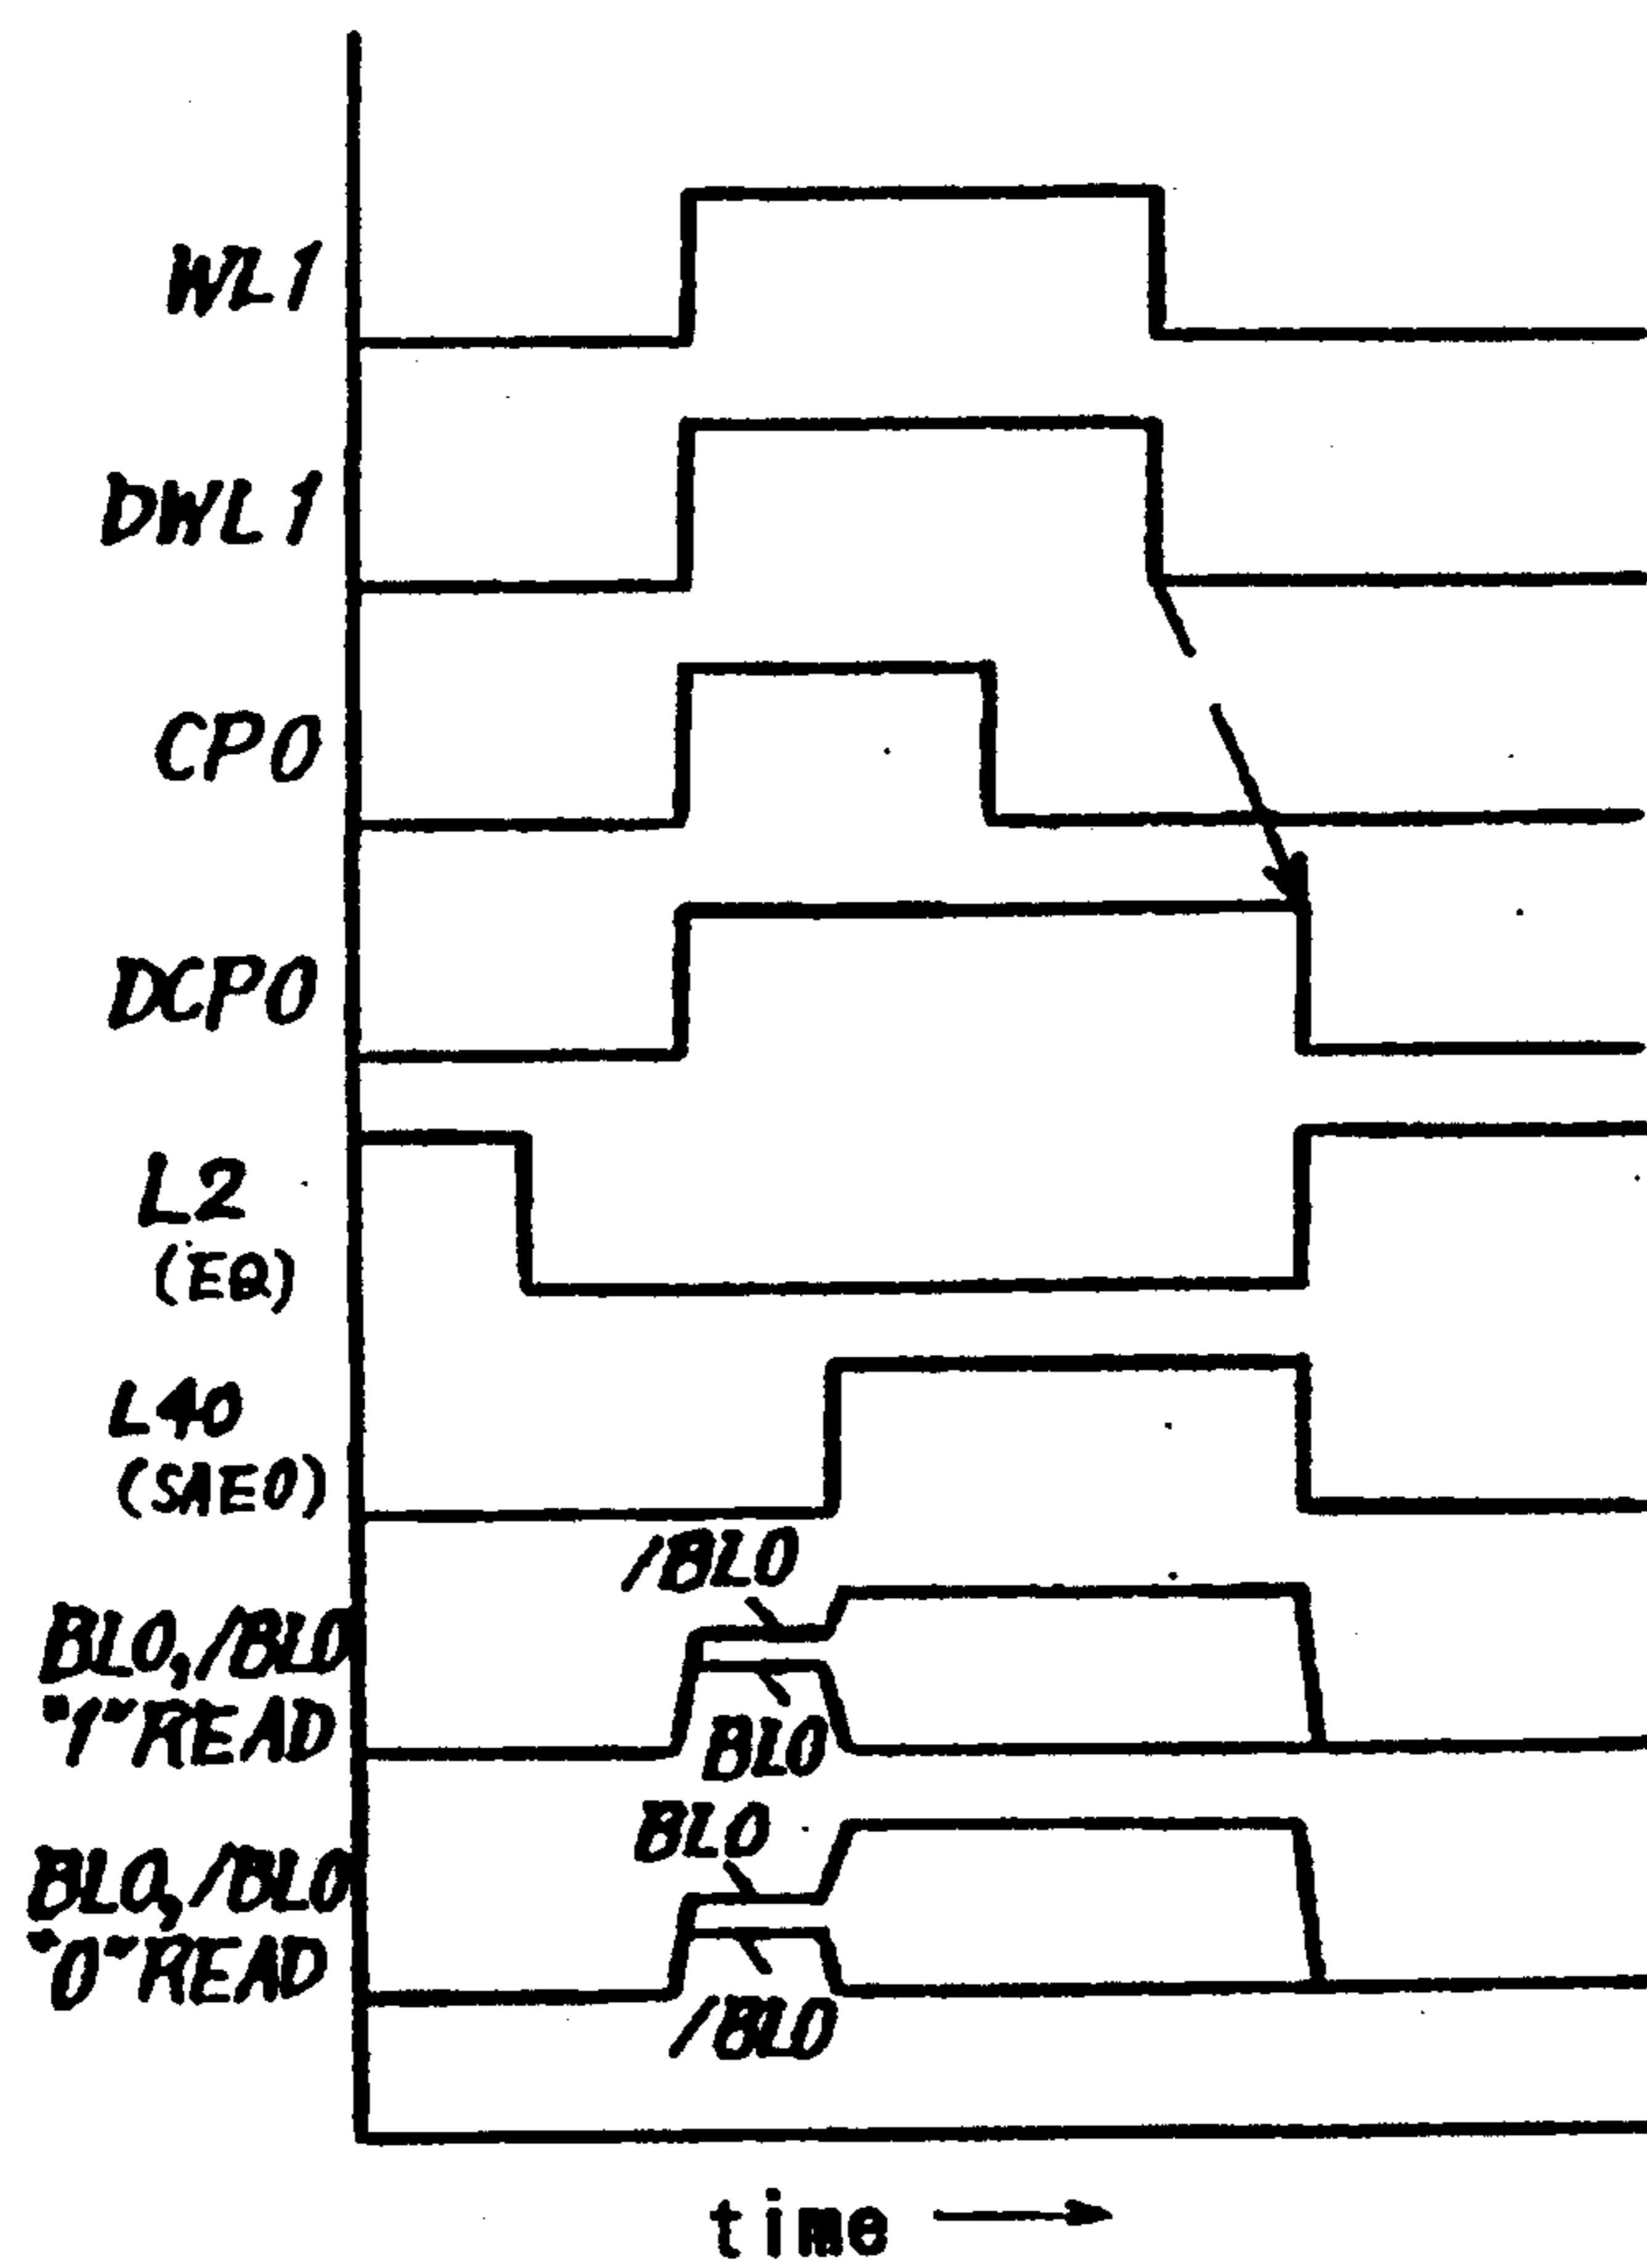 WL1
DWL1
CP0
DCP0
L2
(EQ)
L40
(SAE0)
/BL0
BL0,/BL0
"1"READ
BL0
BL0
BL0,/BL0
"0"READ
/BL0
time